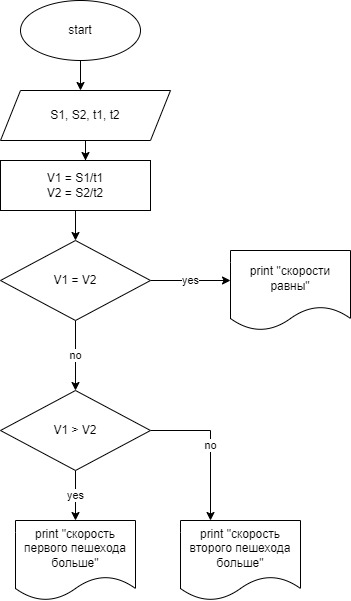 start
S1, S2, t1, t2
V1 = S1/t1
V2 = S2/t2
V1 = V2
yes
print "скорости
равны"
no
V1 > V2
no
yes
print "скорость
первого пешехода
больше"
print "скорость
второго пешехода
больше"